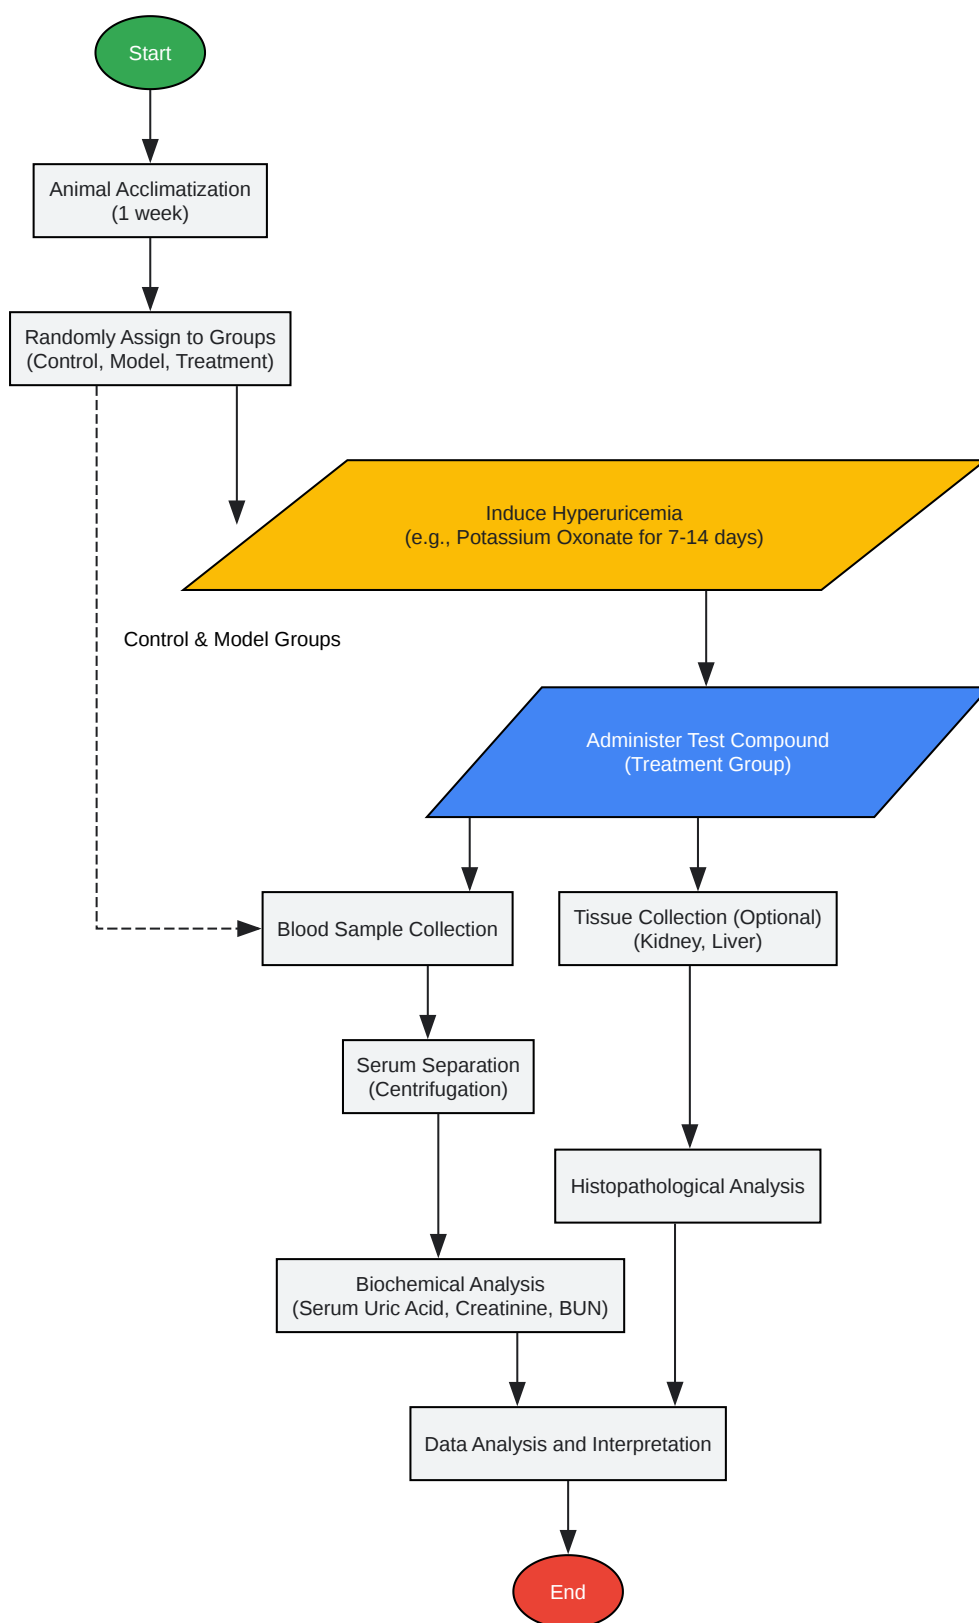 Start
Animal Acclimatization
(1 week)
Randomly Assign to Groups
(Control, Model, Treatment)
Induce Hyperuricemia
(e.g., Potassium Oxonate for 7-14 days)
Control & Model Groups
Administer Test Compound
(Treatment Group)
Blood Sample Collection
Tissue Collection (Optional)
(Kidney, Liver)
Serum Separation
(Centrifugation)
Histopathological Analysis
Biochemical Analysis
(Serum Uric Acid, Creatinine, BUN)
Data Analysis and Interpretation
End